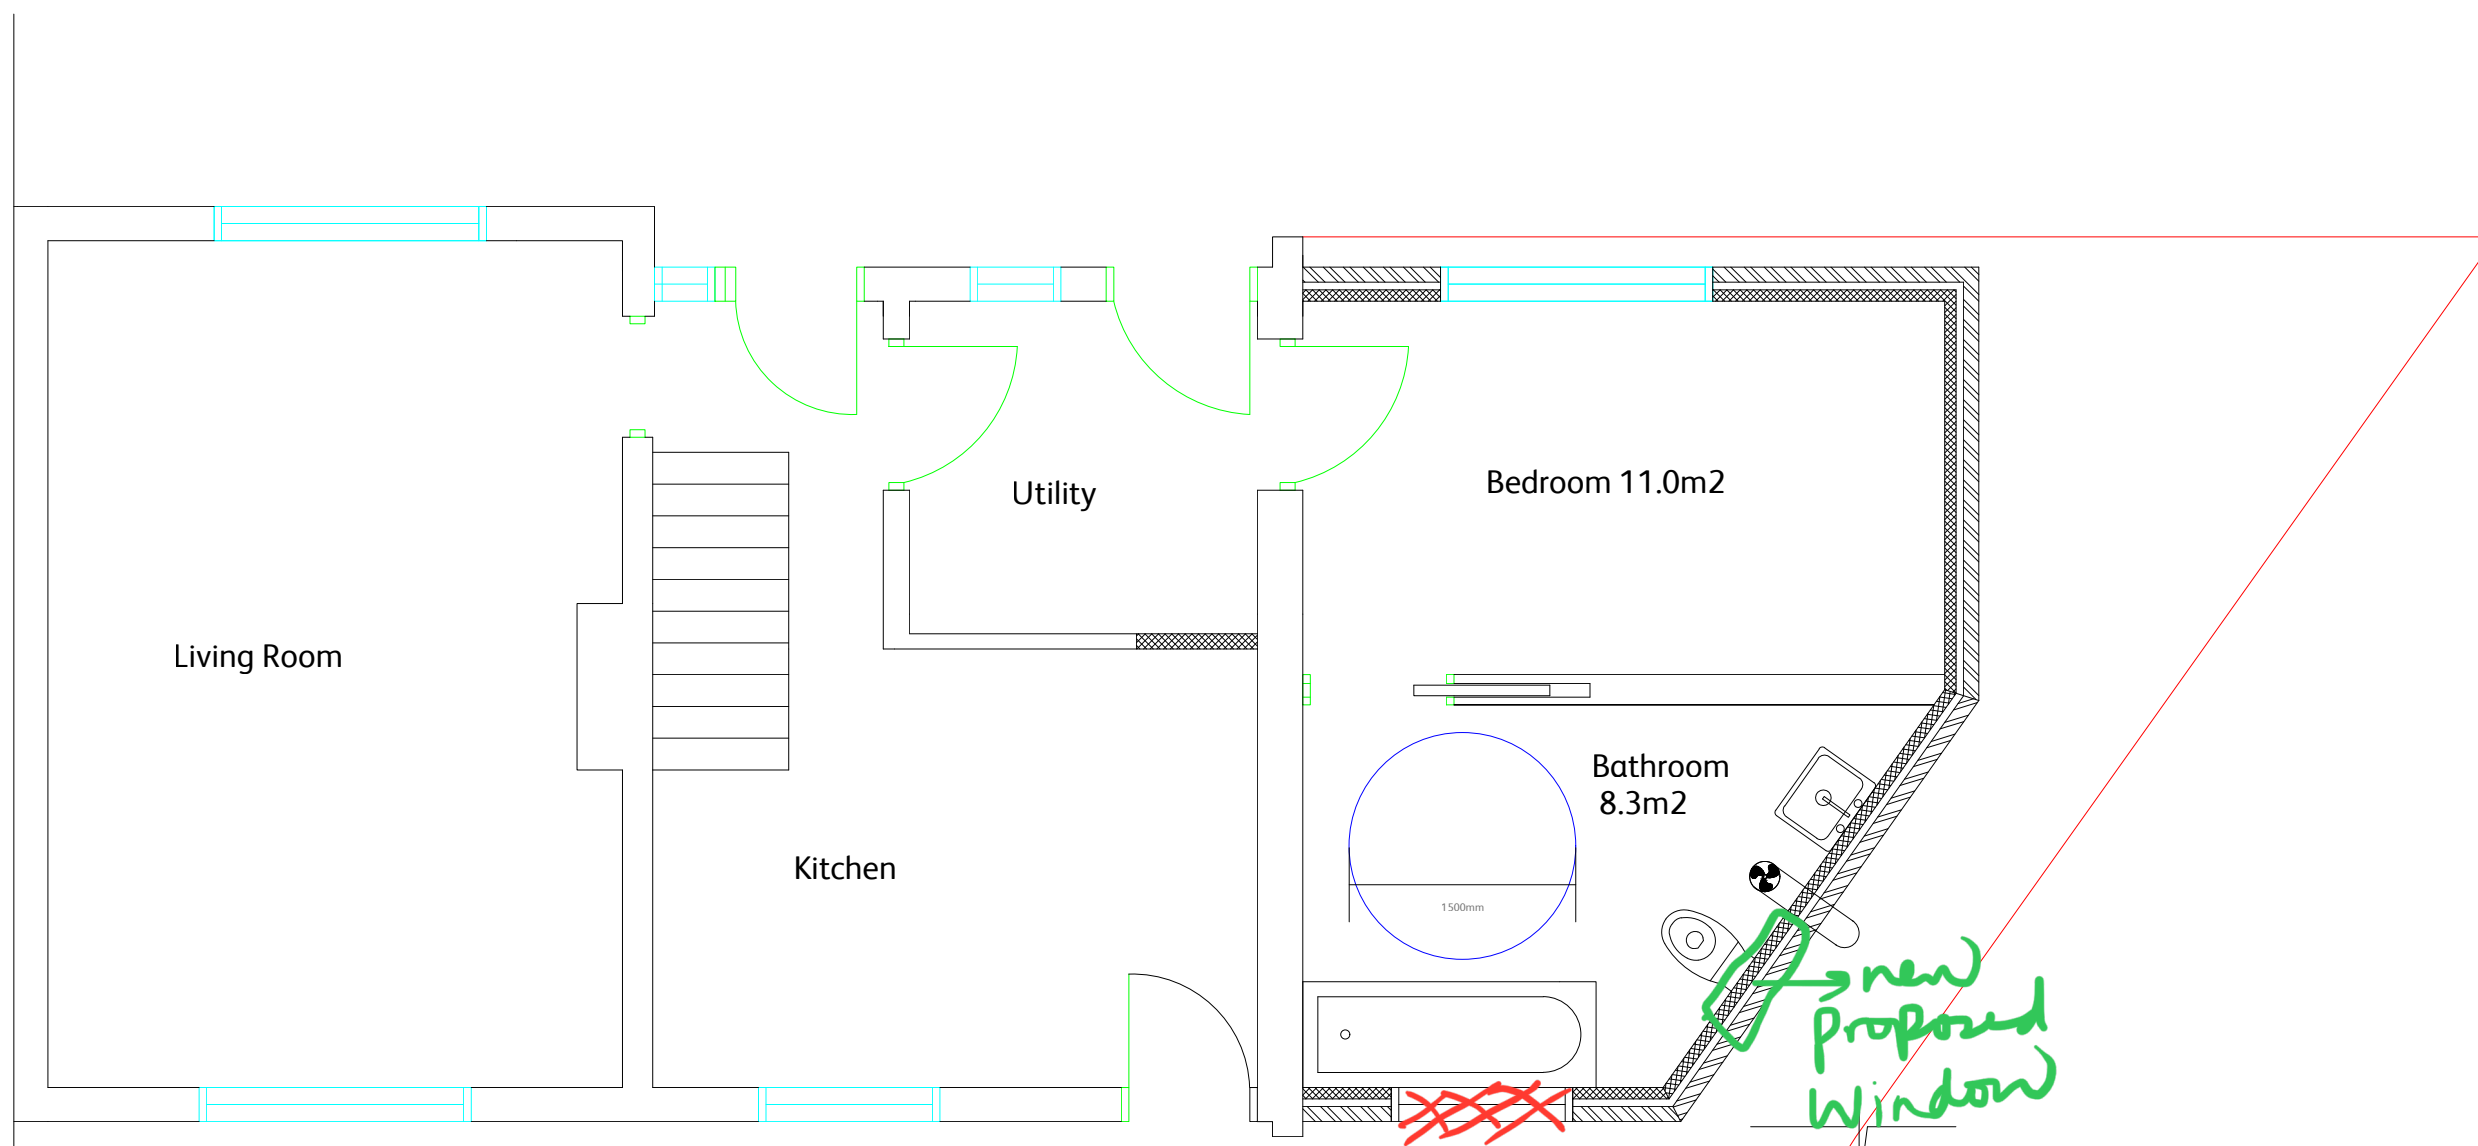 Bedroom 11.0m2
Utility
Living Room
Bathroom
8.3m2
Kitchen
1500mm
new
proposed
window